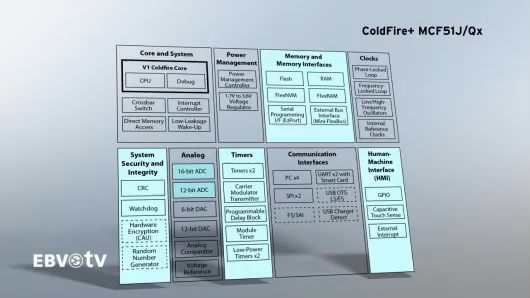 ColdFire+ MCF51J/Qx
Core and System
V1 Coldfire Core
CPU
Debug
Crossbar
Switch
Interrupt
Controller
Direct Memory
Access
Low-Leakage
Wake-Up
Power
Management
Power
Management
Controller
1.7V to 3.6V
Voltage
Regulator
Memory and
Memory Interfaces
Flash
RAM
FlexNVM
FlexRAM
Serial
Programming
I/F (EzPort)
External Bus
Interface
(Mini-FlexBus)
Clocks
Phase-Locked
Loop
Frequency-
Locked Loop
Low/High-
Frequency
Oscillators
Internal
Reference
Clocks
System
Security and
Integrity
CRC
Watchdog
Hardware
Encryption
(CAU)
Random
Number
Generator
Analog
16-bit ADC
12-bit ADC
6-bit DAC
12-bit DAC
Analog
Comparator
Voltage
Reference
Timers
Timers x2
Carrier
Modulator
Transmitter
Programmable
Delay Block
Module
Timer
Low-Power
Timers x2
Communication
Interfaces
I²C x4
UART x2 with
Smart Card
SPI x2
USB OTG
LS/FS
I²S/SAI
USB Charger
Detect
Human-
Machine
Interface
(HMI)
GPIO
Capacitive
Touch Sense
External
Interrupt
EBV TV